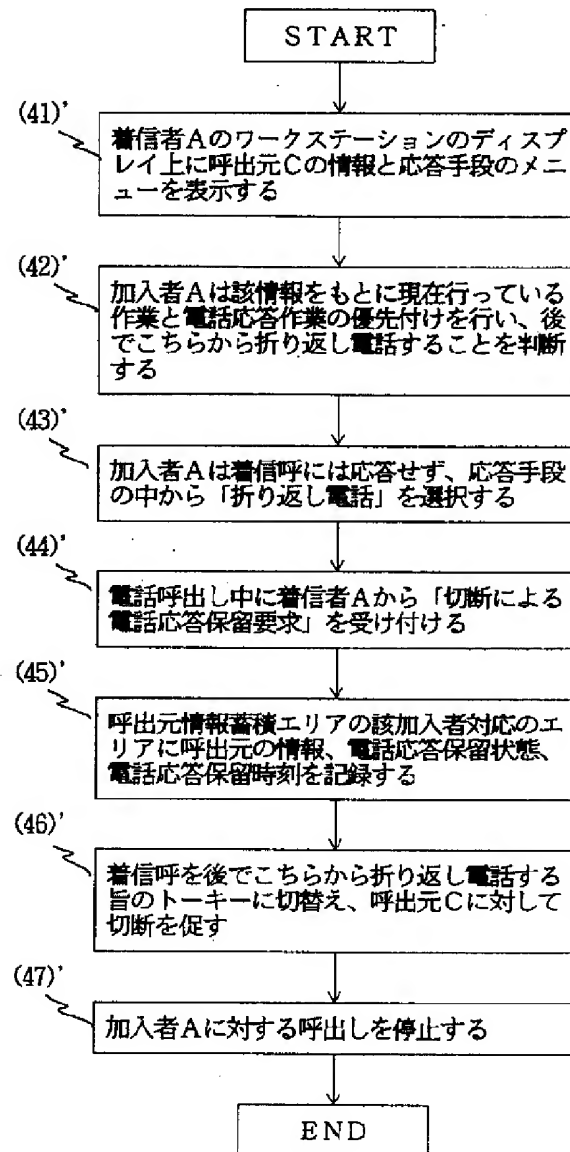 START
(41)'
着信者Aのワークステーションのディスプ
レイ上に呼出元Cの情報と応答手段のメニ
ューを表示する
(42)'
加入者Aは該情報をもとに現在行っている
作業と電話応答作業の優先付けを行い、後
でこちらから折り返し電話することを判断
する
(43)'
加入者Aは着信呼には応答せず、応答手段
の中から「折り返し電話」を選択する
(44)'
電話呼出し中に着信者Aから「切断による
電話応答保留要求」を受け付ける
(45)'
呼出元情報蓄積エリアの該加入者対応のエ
リアに呼出元の情報、電話応答保留状態、
電話応答保留時刻を記録する
(46)'
着信呼を後でこちらから折り返し電話する
旨のトーキーに切替え、呼出元Cに対して
切断を促す
(47)'
加入者Aに対する呼出しを停止する
END